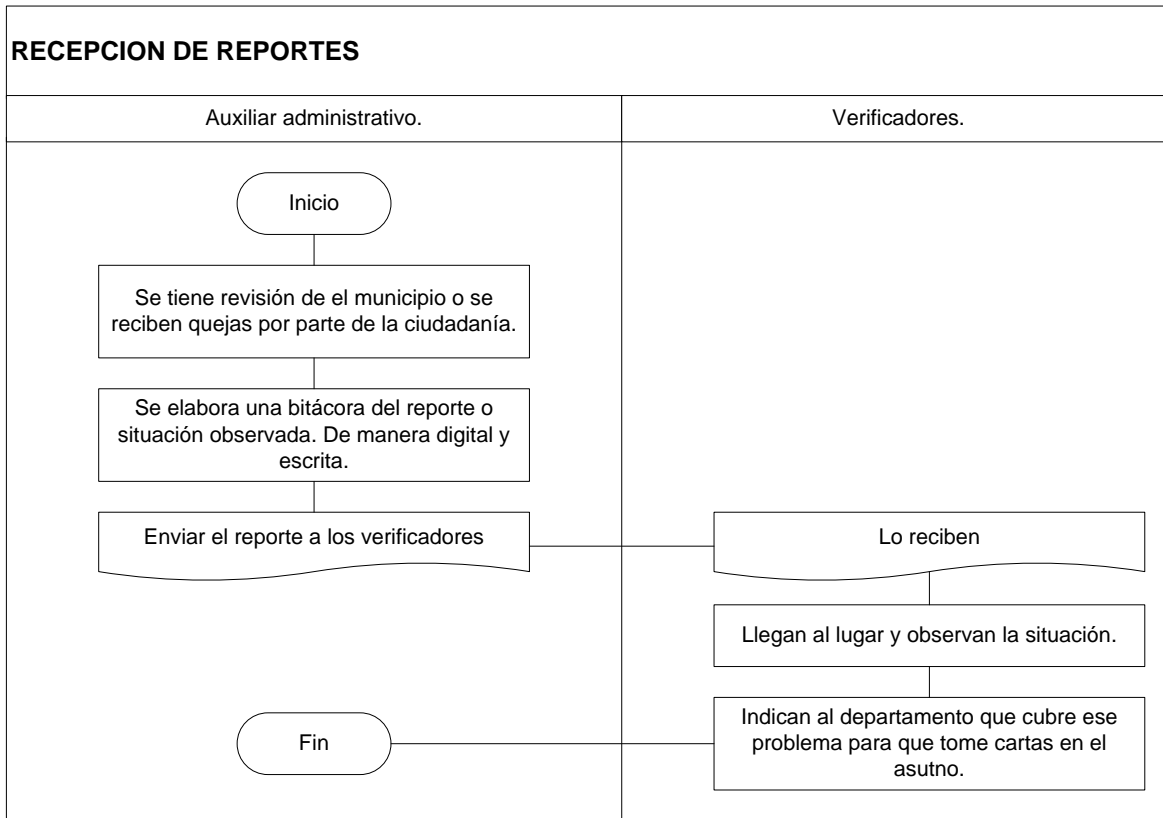 RECEPCION DE REPORTES
Auxiliar administrativo.
Verificadores.
Inicio
Se tiene revisión de el municipio o se
reciben quejas por parte de la ciudadanía.
Se elabora una bitácora del reporte o
situación observada. De manera digital y
escrita.
Enviar el reporte a los verificadores
Lo reciben
Llegan al lugar y observan la situación.
Indican al departamento que cubre ese
problema para que tome cartas en el
asutno.
Fin